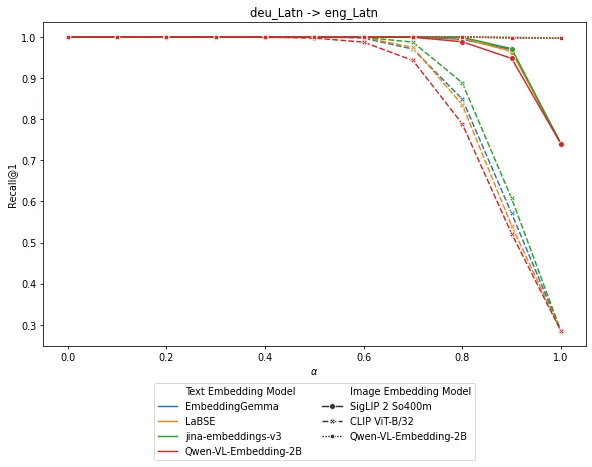 deu_Latn -> eng_Latn
Recall@1
1.0
0.9
0.8
0.7
0.6
0.5
0.4
0.3
0.0 0.2 0.4 0.6 0.8 1.0
α
Text Embedding Model Image Embedding Model
EmbeddingGemma SigLIP 2 So400m
LaBSE CLIP ViT-B/32
jina-embeddings-v3 Qwen-VL-Embedding-2B
Qwen-VL-Embedding-2B